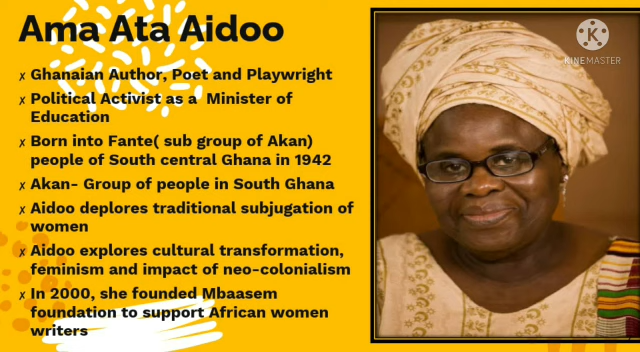 Ama Ata Aidoo
✗ Ghanaian Author, Poet and Playwright
✗ Political Activist as a Minister of
Education
✗ Born into Fante( sub group of Akan)
people of South central Ghana in 1942
✗ Akan- Group of people in South Ghana
✗ Aidoo deplores traditional subjugation of
women
✗ Aidoo explores cultural transformation,
feminism and impact of neo-colonialism
✗ In 2000, she founded Mbaasem
foundation to support African women
writers
K
KINEMASTER